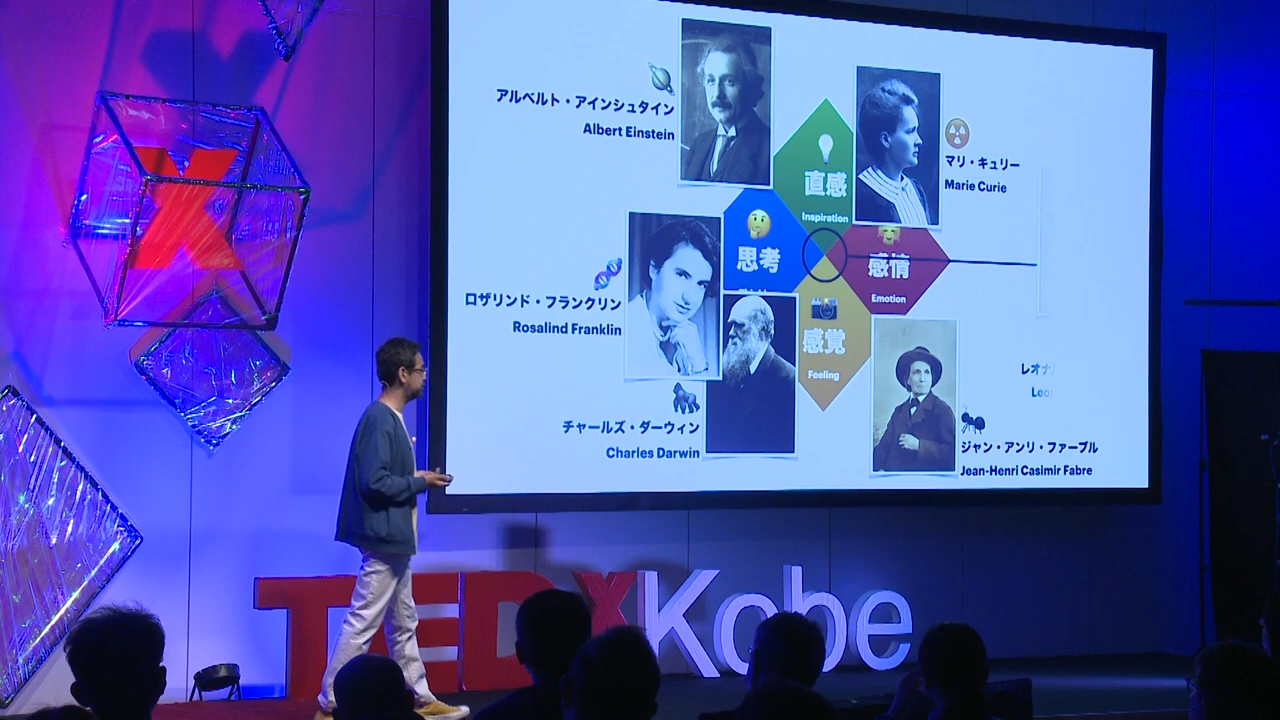 アルベルト・アインシュタイン
Albert Einstein
マリ・キュリー
Marie Curie
直感
Inspiration
思考
感情
Emotion
ロザリンド・フランクリン
Rosalind Franklin
感覚
Feeling
チャールズ・ダーウィン
Charles Darwin
ジャン・アンリ・ファーブル
Jean-Henri Casimir Fabre
X
TEDxKobe